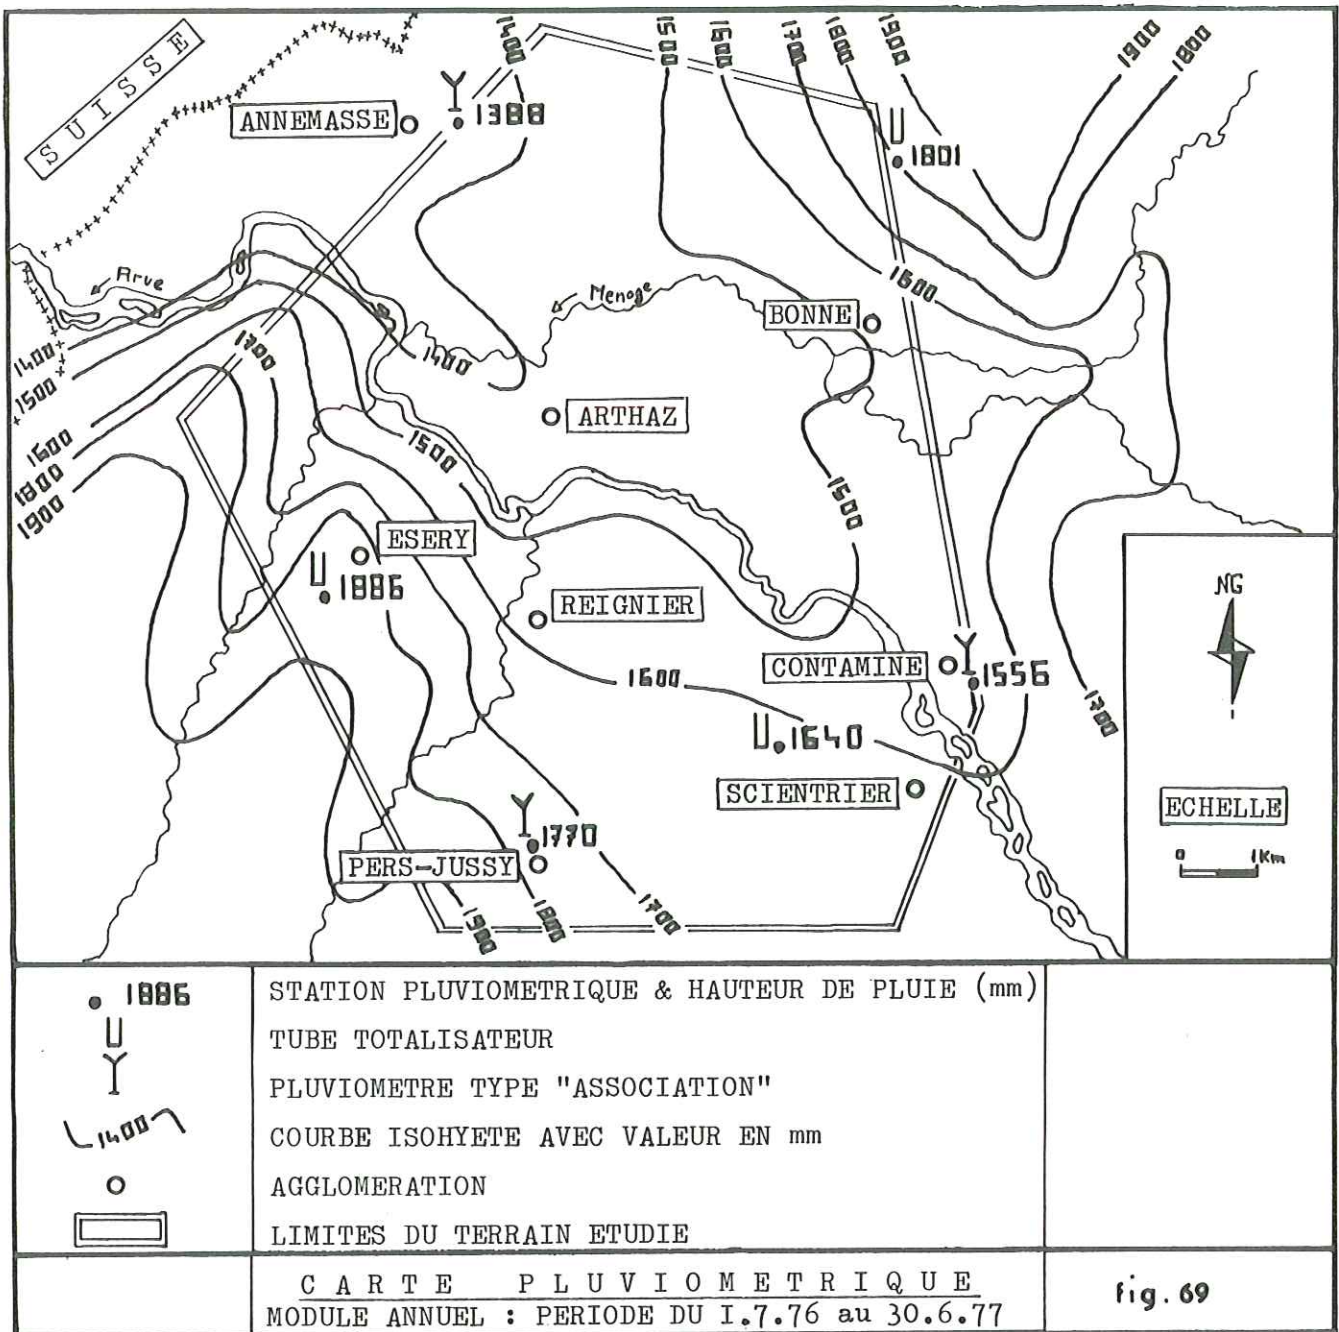 SUISSE
1400
1500
1600
1700
1800
1900
1900
1800
ANNEMASSE
1388
1801
Arve
Menoge
1600
BONNE
1400
1500
1600
1800
1900
1700
1400
ARTHAZ
1500
1500
ESERY
1886
REIGNIER
NG
CONTAMINE
1556
1600
1700
1640
SCIENTRIER
ECHELLE
0 1Km
1770
PERS-JUSSY
1900
1800
1700
1886
STATION PLUVIOMETRIQUE & HAUTEUR DE PLUIE (mm)
TUBE TOTALISATEUR
PLUVIOMETRE TYPE "ASSOCIATION"
1400
COURBE ISOHYETE AVEC VALEUR EN mm
AGGLOMERATION
LIMITES DU TERRAIN ETUDIE
CARTE PLUVIOMETRIQUE
MODULE ANNUEL : PERIODE DU I.7.76 au 30.6.77
fig. 69